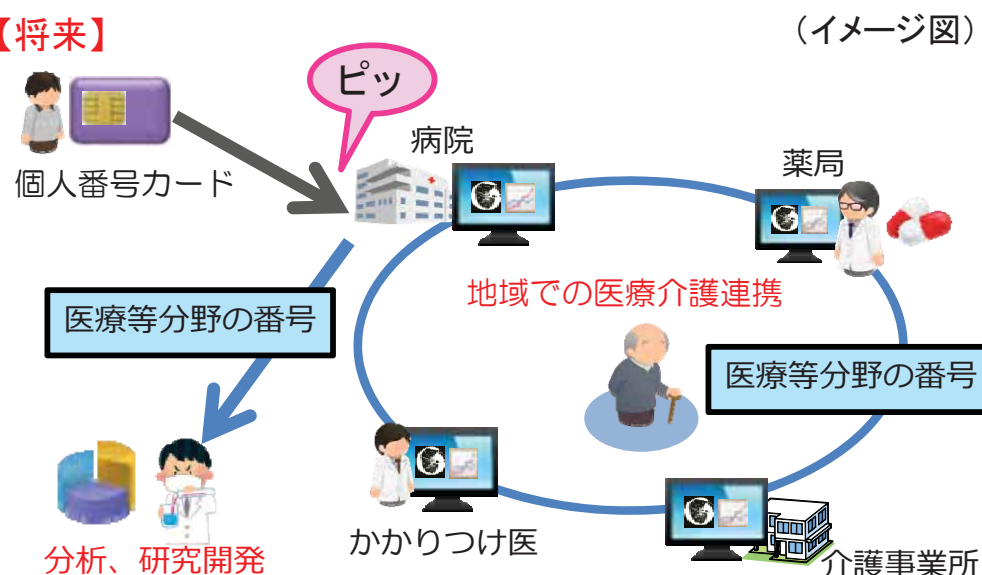 【将来】
（イメージ図）
ピッ
病院
薬局
個人番号カード
地域での医療介護連携
医療等分野の番号
医療等分野の番号
かかりつけ医
介護事業所
分析、研究開発